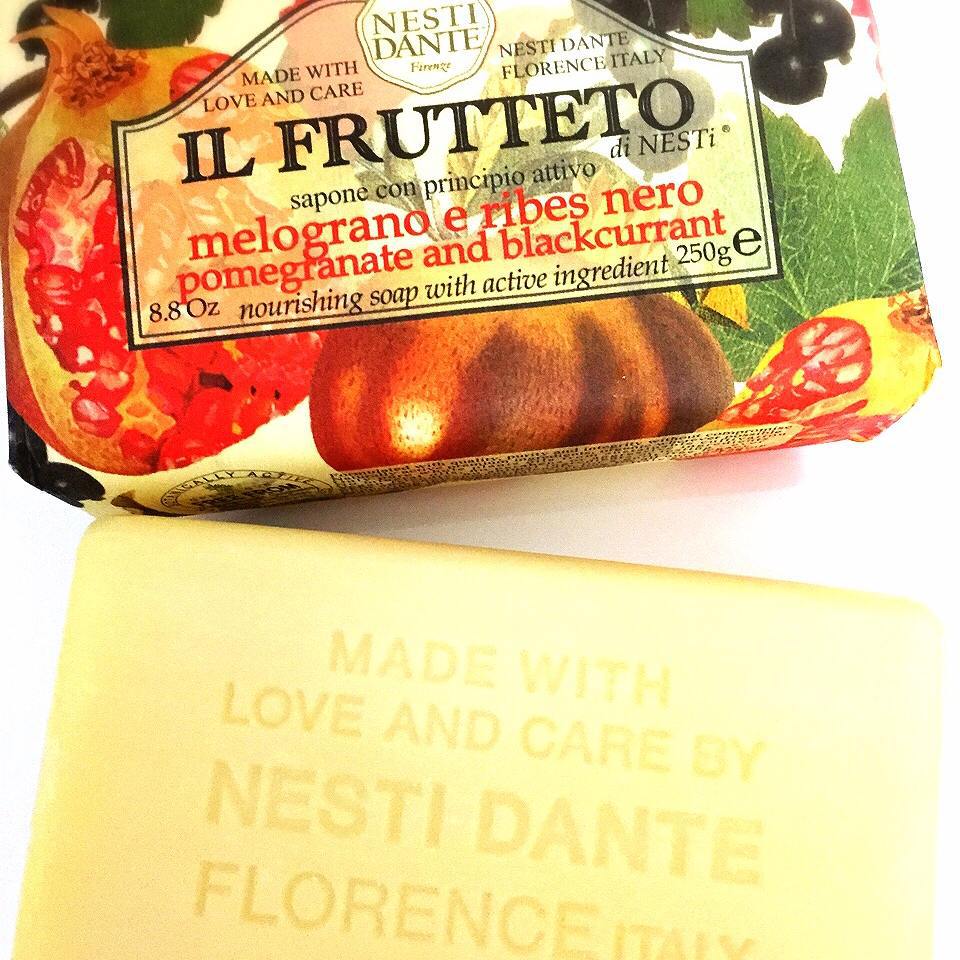 NESTI
DANTE
Firenze
MADE WITH
LOVE AND CARE
NESTI DANTE
FLORENCE ITALY
IL FRUTTETO
di NESTi®
sapone con principio attivo
melograno e ribes nero
pomegranate and blackcurrant
8.8 Oz nourishing soap with active ingredient 250g e
MADE WITH
LOVE AND CARE BY
NESTI DANTE
FLORENCE ITALY